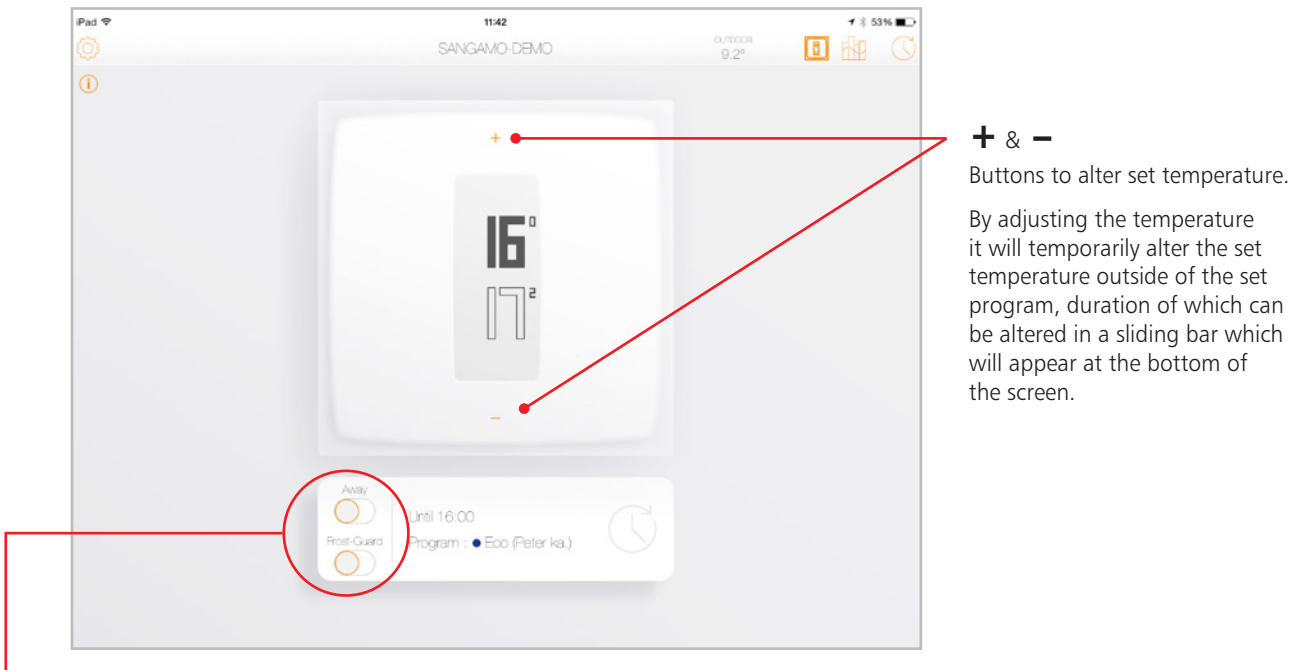 iPad 11:42 53%
SANGAMO-DEMO
OUTDOOR
9.2°
+
16°
17²
−
Away
Frost-Guard
Until 16:00
Program : Eco (Peter ka.)
+ & −
Buttons to alter set temperature.
By adjusting the temperature
it will temporarily alter the set
temperature outside of the set
program, duration of which can
be altered in a sliding bar which
will appear at the bottom of
the screen.